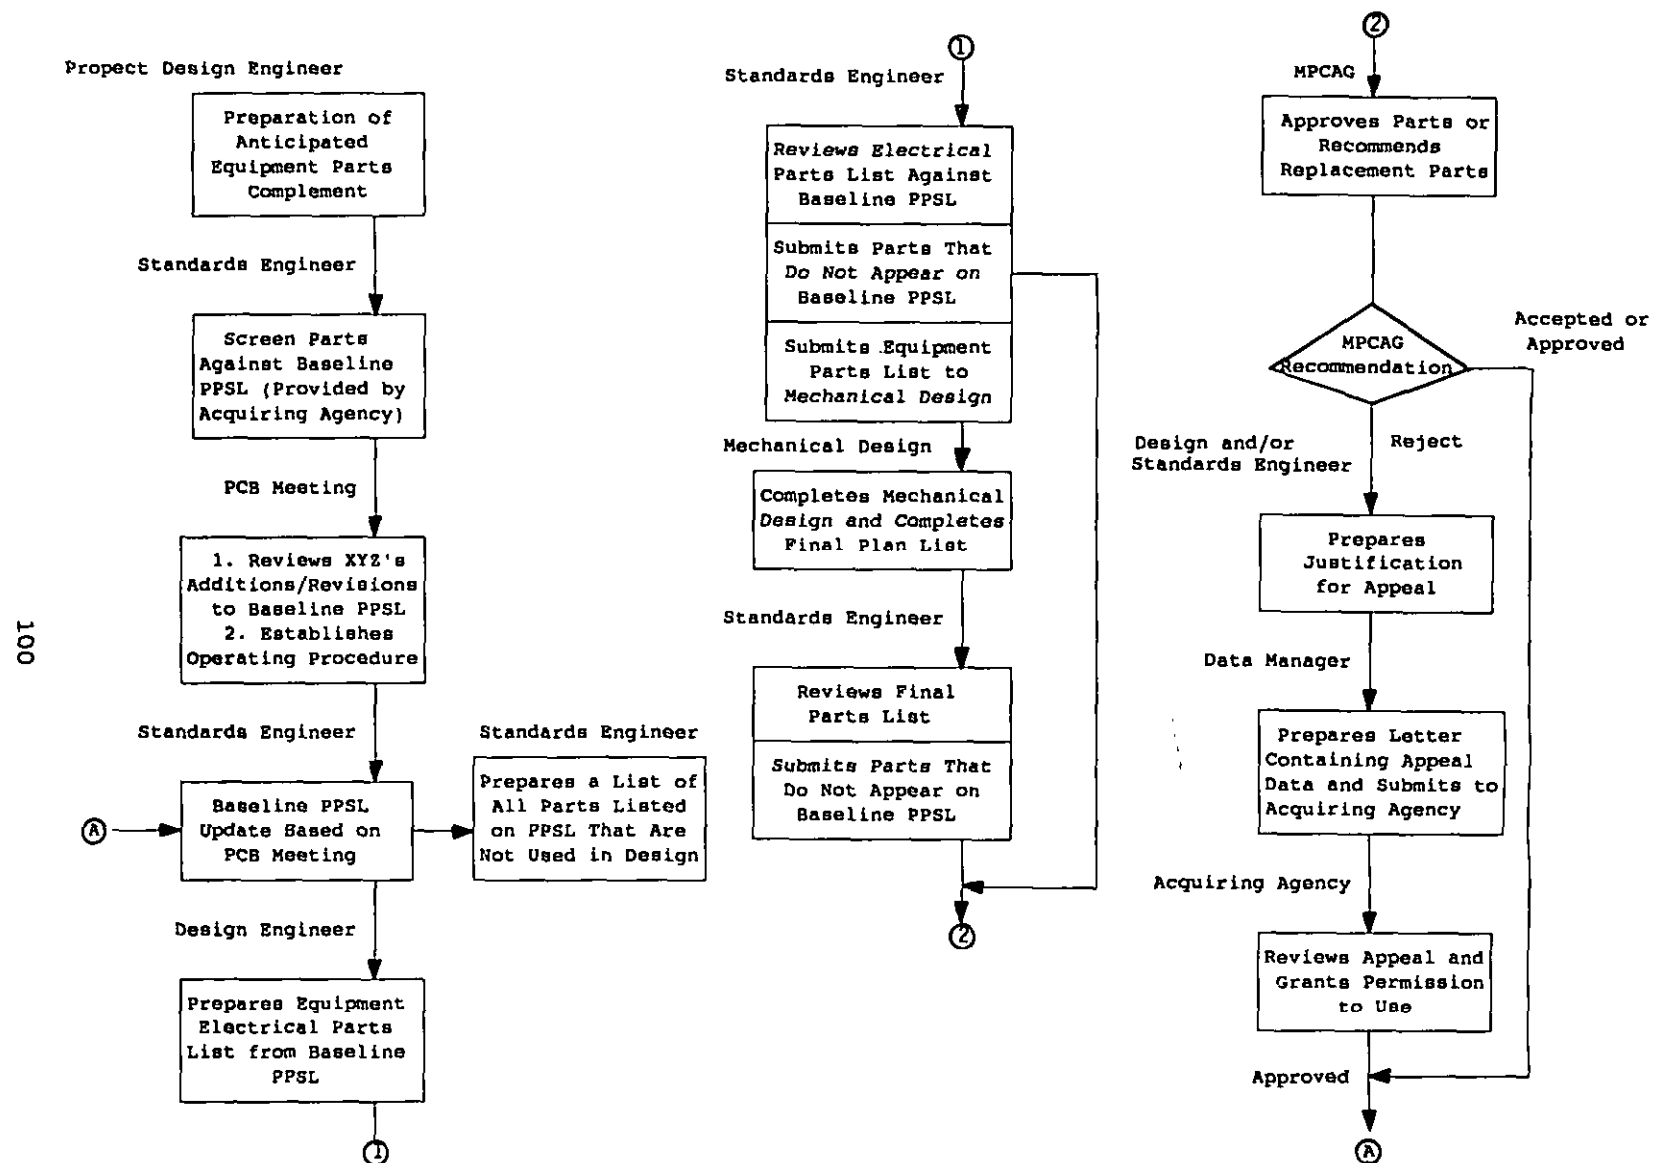 Propect Design Engineer
Preparation of
Anticipated
Equipment Parts
Complement
Standards Engineer
Screen Parts
Against Baseline
PPSL (Provided by
Acquiring Agency)
PCB Meeting
1. Reviews XYZ's
Additions/Revisions
to Baseline PPSL
2. Establishes
Operating Procedure
Standards Engineer
A
Baseline PPSL
Update Based on
PCB Meeting
Standards Engineer
Prepares a List of
All Parts Listed
on PPSL That Are
Not Used in Design
Design Engineer
Prepares Equipment
Electrical Parts
List from Baseline
PPSL
1
1
Standards Engineer
Reviews Electrical
Parts List Against
Baseline PPSL
Submits Parts That
Do Not Appear on
Baseline PPSL
Submits Equipment
Parts List to
Mechanical Design
Mechanical Design
Completes Mechanical
Design and Completes
Final Plan List
Standards Engineer
Reviews Final
Parts List
Submits Parts That
Do Not Appear on
Baseline PPSL
2
2
MPCAG
Approves Parts or
Recommends
Replacement Parts
MPCAG
Recommendation
Accepted or
Approved
Reject
Design and/or
Standards Engineer
Prepares
Justification
for Appeal
Data Manager
Prepares Letter
Containing Appeal
Data and Submits to
Acquiring Agency
Acquiring Agency
Reviews Appeal and
Grants Permission
to Use
Approved
A
100